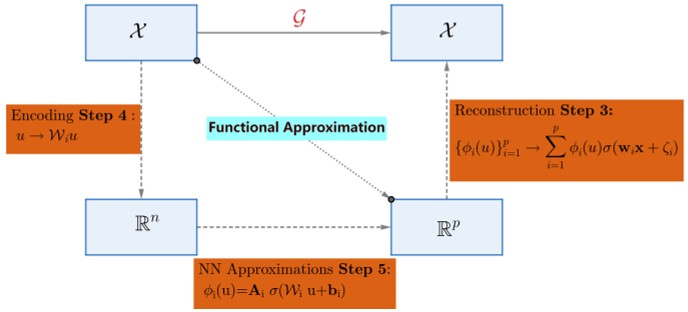 𝒳
𝒢
𝒳
Encoding Step 4 :
u → 𝒲ᵢu
Functional Approximation
Reconstruction Step 3:
{ϕᵢ(u)}ᵖᵢ₌₁ → ∑ᵖᵢ₌₁ ϕᵢ(u)σ(wᵢx + ζᵢ)
ℝⁿ
ℝᵖ
NN Approximations Step 5:
ϕᵢ(u)=Aᵢ σ(𝒲ᵢ u+bᵢ)